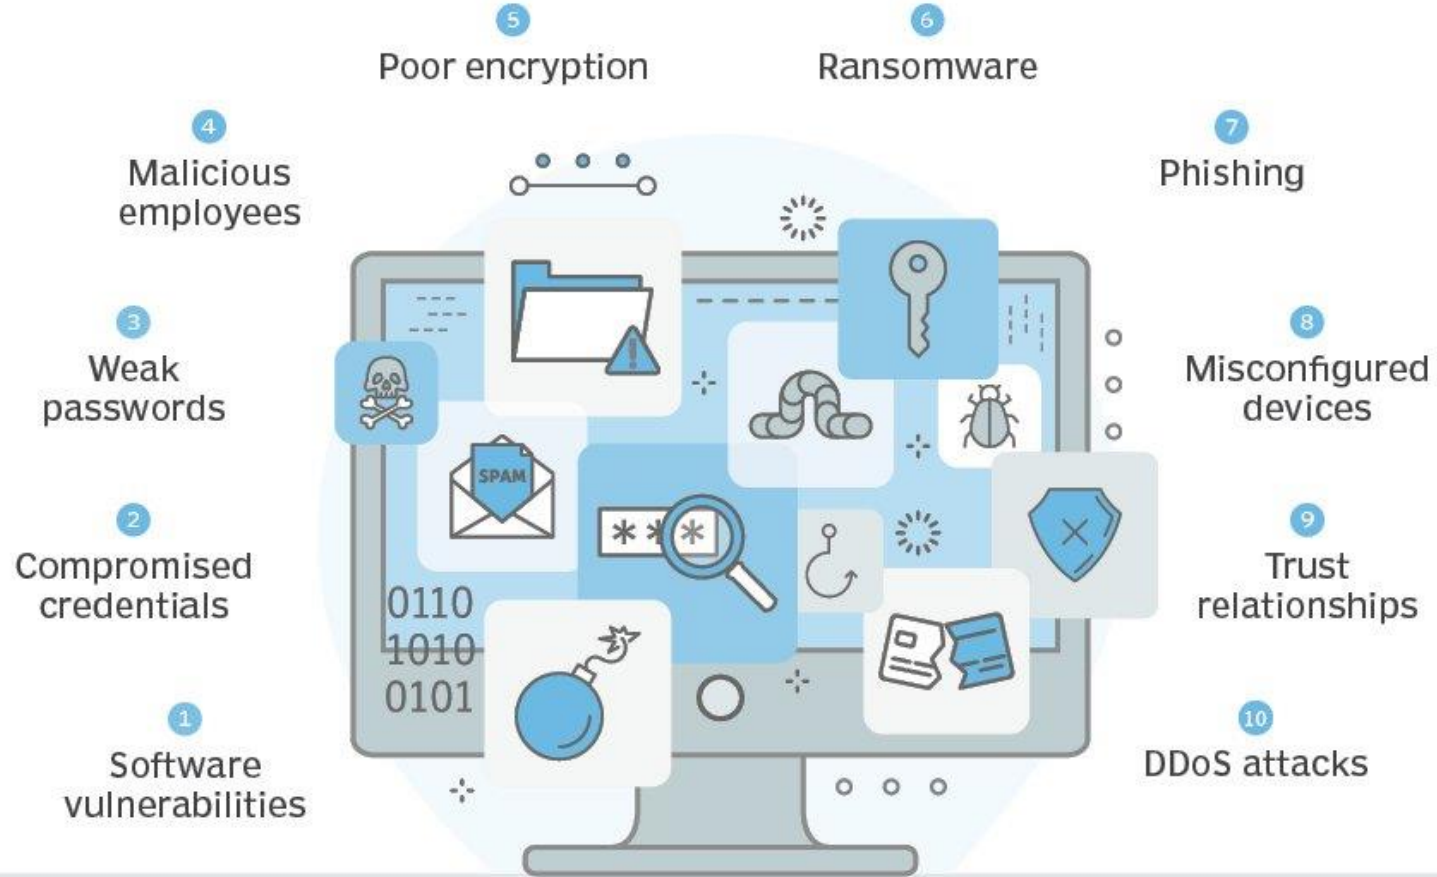 5
Poor encryption
6
Ransomware
4
Malicious
employees
7
Phishing
3
Weak
passwords
8
Misconfigured
devices
SPAM
* * *
2
Compromised
credentials
9
Trust
relationships
0110
1010
0101
1
Software
vulnerabilities
10
DDoS attacks